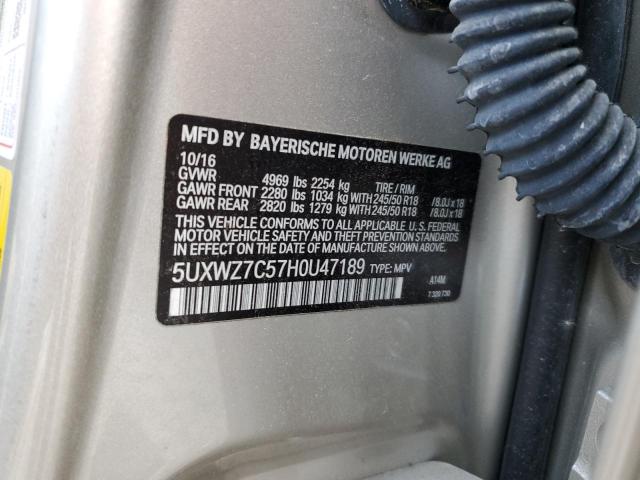 MFD BY BAYERISCHE MOTOREN WERKE AG
10/16
GVWR 4969 lbs 2254 kg TIRE / RIM
GAWR FRONT 2280 lbs 1034 kg WITH 245/50 R18 / 8.0J x 18
GAWR REAR 2820 lbs 1279 kg WITH 245/50 R18 / 8.0J x 18
THIS VEHICLE CONFORMS TO ALL APPLICABLE U. S. FEDERAL
MOTOR VEHICLE SAFETY STANDARDS
IN EFFECT ON THE DATE OF MANUFACTURE SHOWN ABOVE.
5UXWZ7C57H0U47189 TYPE: MPV
A14M